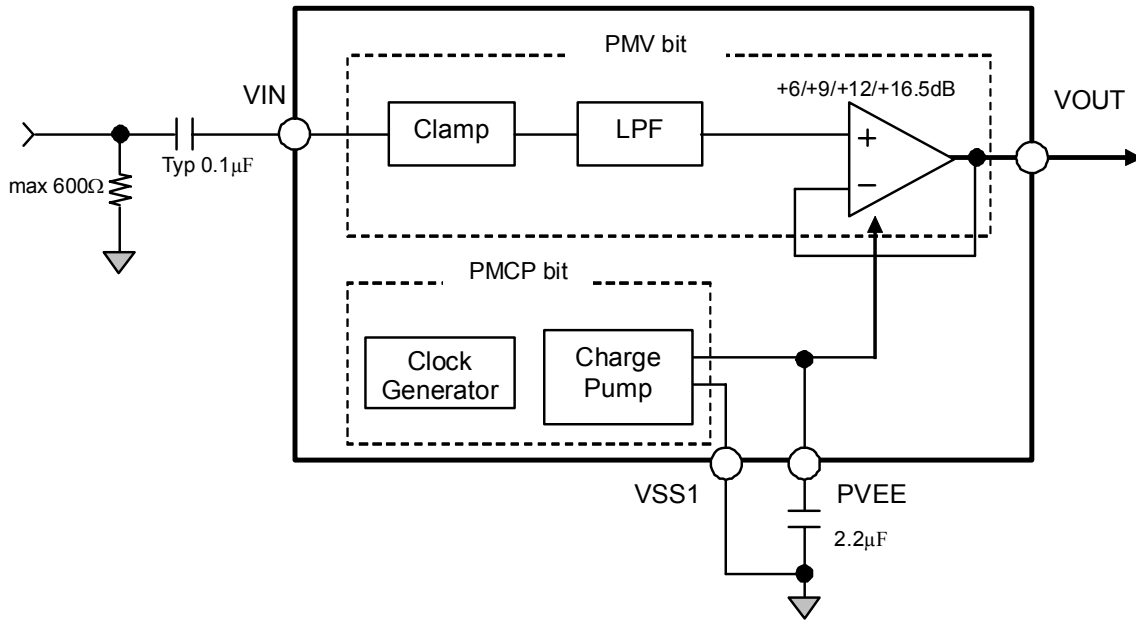 PMV bit
+6/+9/+12/+16.5dB
VIN
VOUT
Clamp
LPF
+
−
Typ 0.1μF
max 600Ω
PMCP bit
Clock
Generator
Charge
Pump
VSS1
PVEE
2.2μF